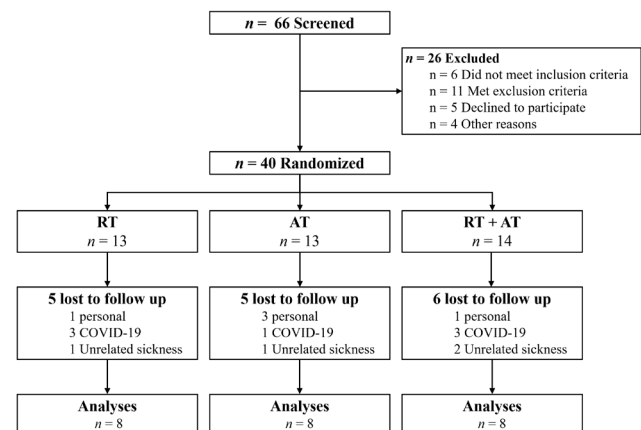 n = 66 Screened
n = 26 Excluded
n = 6 Did not meet inclusion criteria
n = 11 Met exclusion criteria
n = 5 Declined to participate
n = 4 Other reasons
n = 40 Randomized
RT
n = 13
AT
n = 13
RT + AT
n = 14
5 lost to follow up
1 personal
3 COVID-19
1 Unrelated sickness
5 lost to follow up
3 personal
1 COVID-19
1 Unrelated sickness
6 lost to follow up
1 personal
3 COVID-19
2 Unrelated sickness
Analyses
n = 8
Analyses
n = 8
Analyses
n = 8